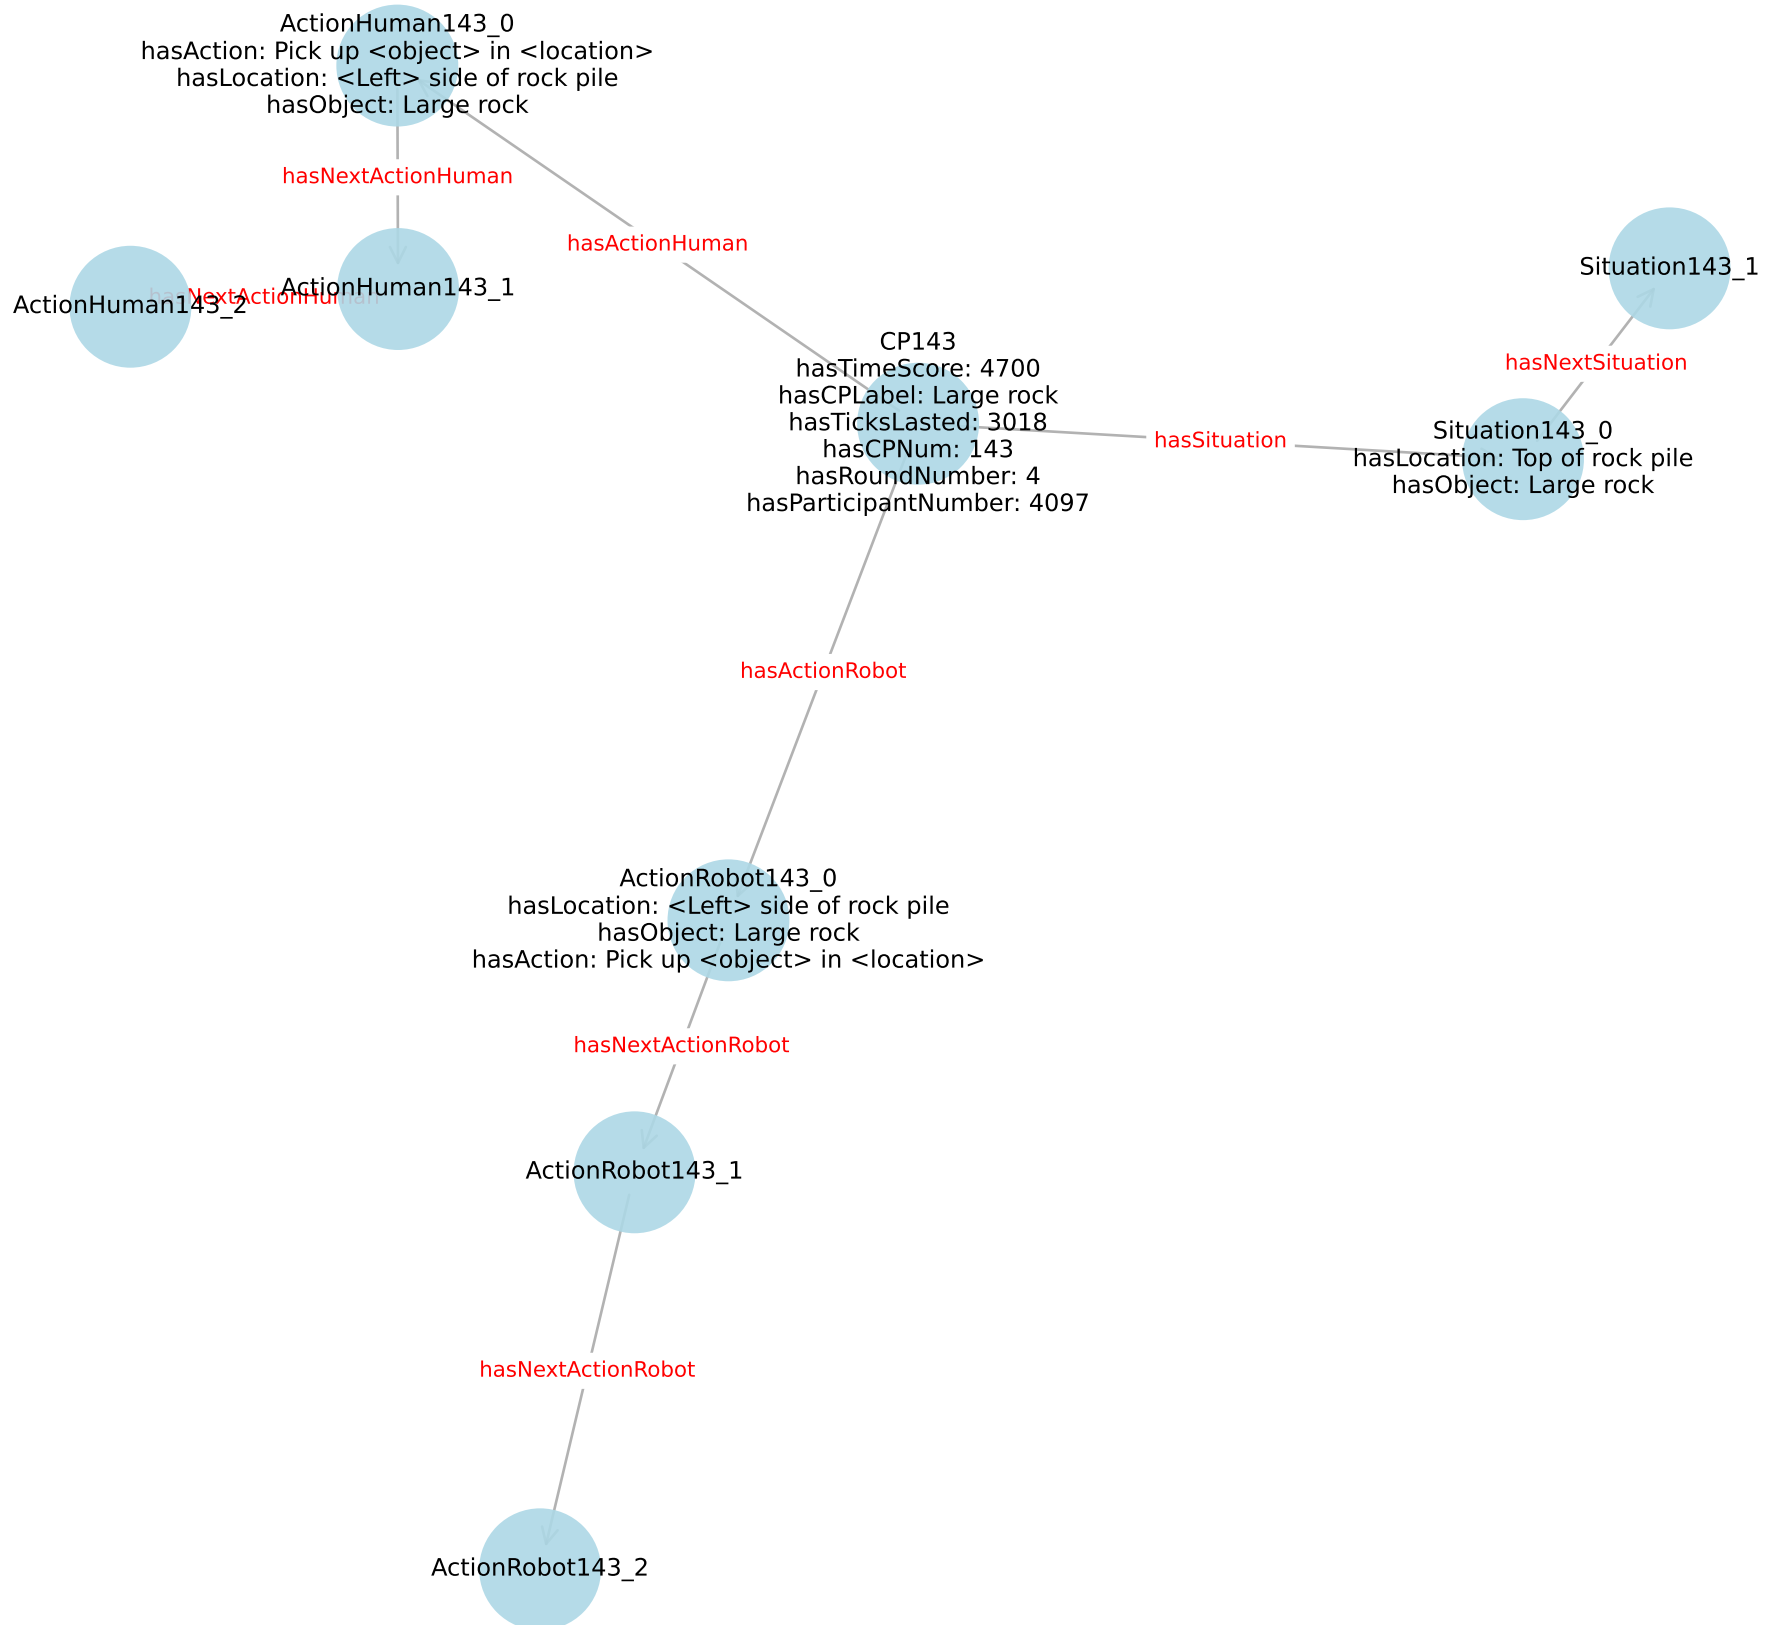 ActionHuman143_0
hasAction: Pick up <object> in <location>
hasLocation: <Left> side of rock pile
hasObject: Large rock
hasNextActionHuman
hasActionHuman
ActionHuman143_2
hasNextActionHuman
ActionHuman143_1
Situation143_1
hasNextSituation
CP143
hasTimeScore: 4700
hasCPLabel: Large rock
hasTicksLasted: 3018
hasCPNum: 143
hasRoundNumber: 4
hasParticipantNumber: 4097
hasSituation
Situation143_0
hasLocation: Top of rock pile
hasObject: Large rock
hasActionRobot
ActionRobot143_0
hasLocation: <Left> side of rock pile
hasObject: Large rock
hasAction: Pick up <object> in <location>
hasNextActionRobot
ActionRobot143_1
hasNextActionRobot
ActionRobot143_2